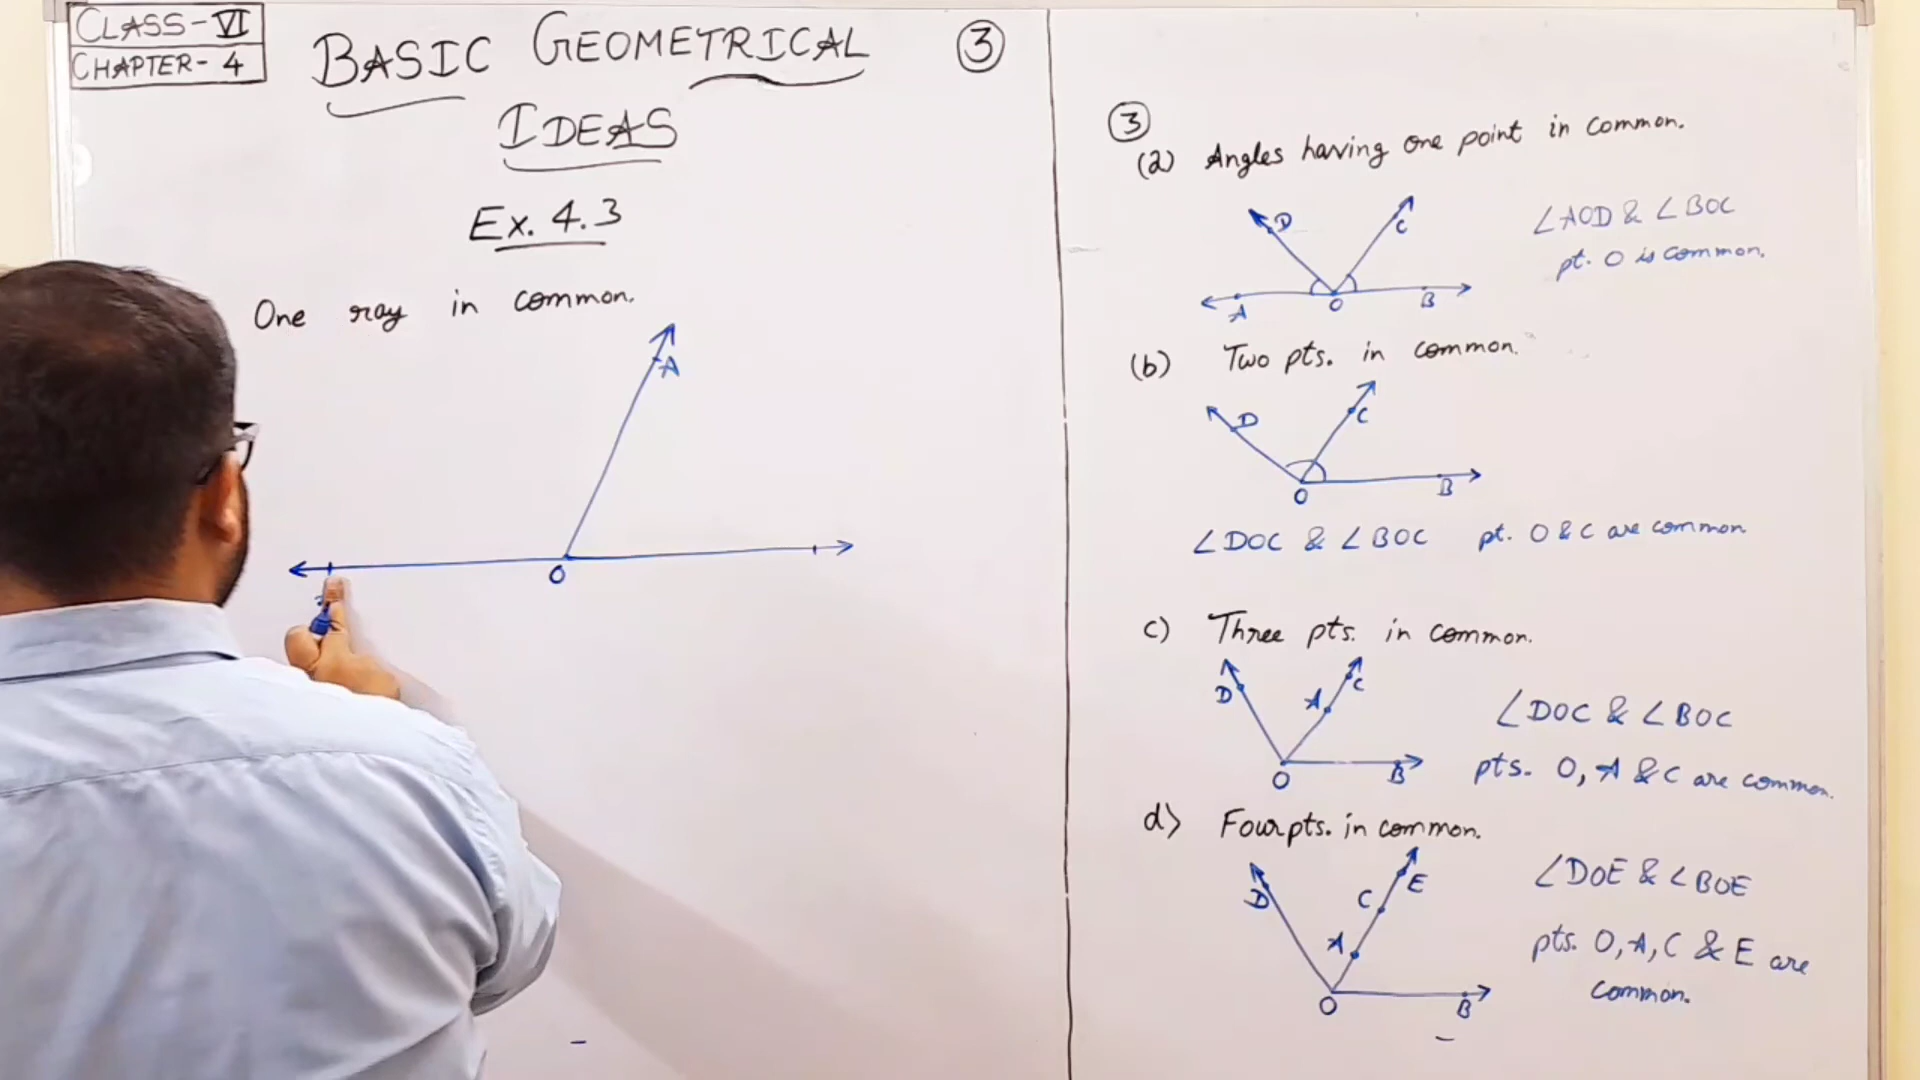 CLASS-VI
CHAPTER-4
BASIC GEOMETRICAL
IDEAS
3
Ex. 4.3
One ray in common.
A
O
3
(a) Angles having one point in common.
D
C
A
O
B
∠AOD & ∠BOC
pt. O is common.
(b) Two pts. in common.
D
C
O
B
∠DOC & ∠BOC pt. O & C are common
c) Three pts. in common.
D
A
C
O
B
∠DOC & ∠BOC
pts. O, A & C are common.
d) Four pts. in common.
D
E
C
A
O
B
∠DOE & ∠BOE
pts. O, A, C & E are
common.